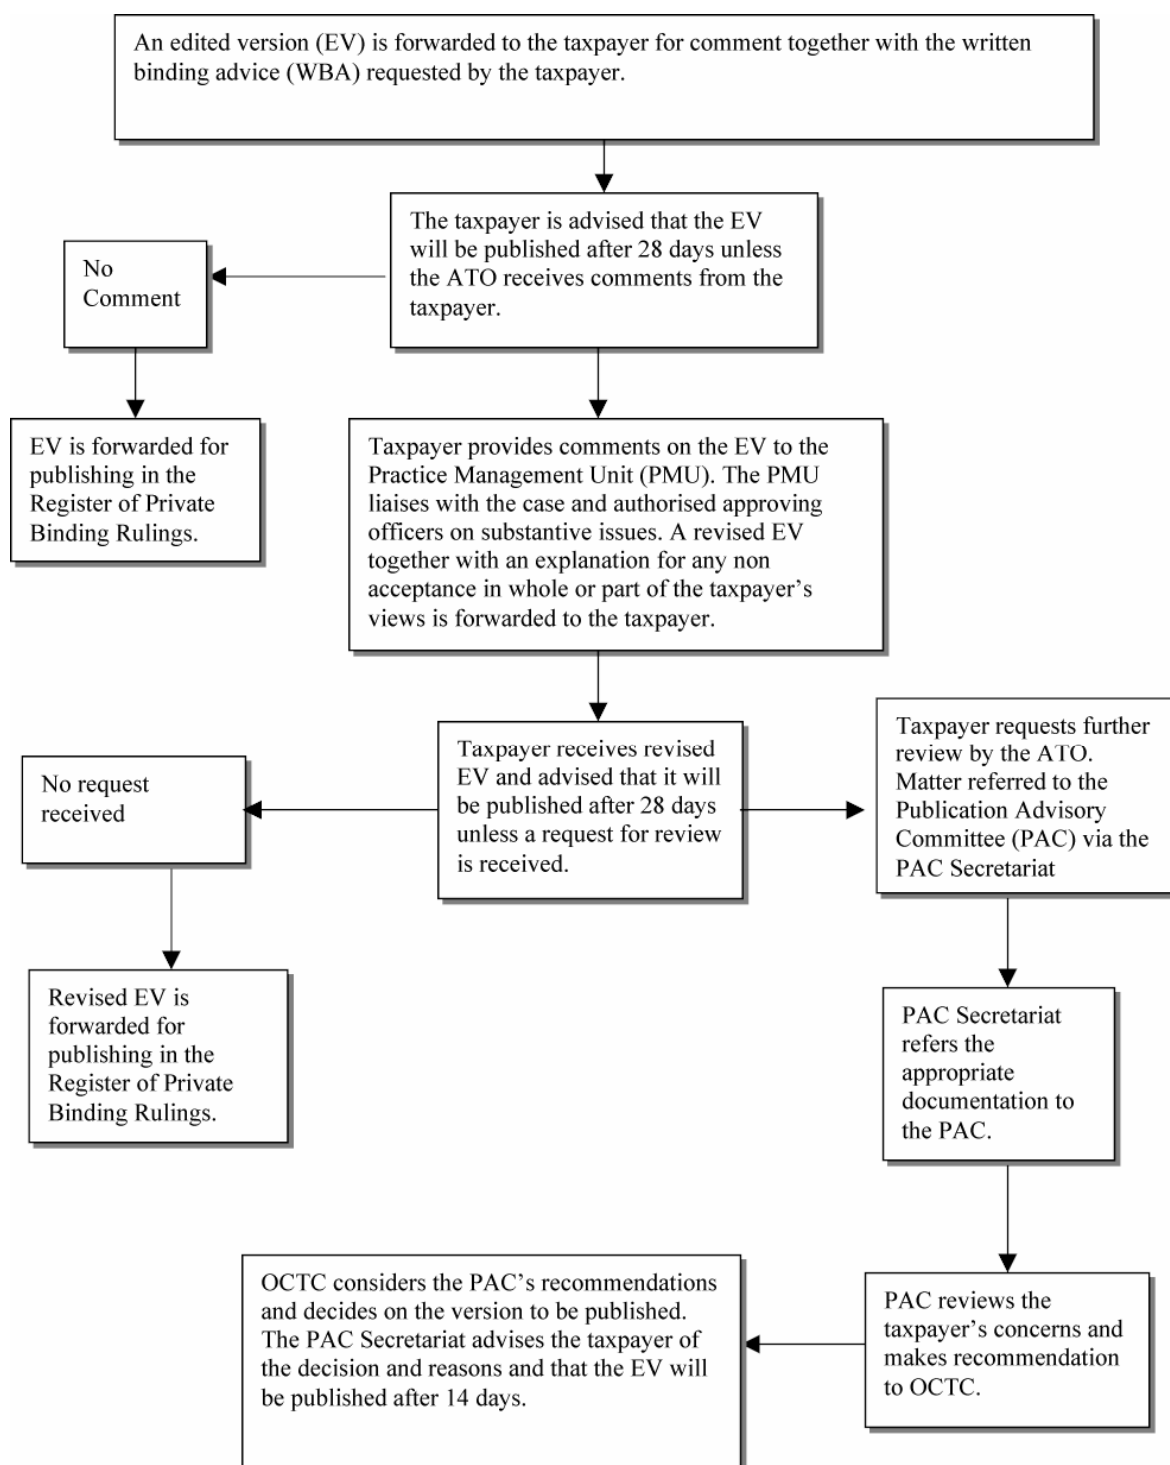 An edited version (EV) is forwarded to the taxpayer for comment together with the written
binding advice (WBA) requested by the taxpayer.
The taxpayer is advised that the EV
will be published after 28 days unless
the ATO receives comments from the
taxpayer.
No
Comment
EV is forwarded for
publishing in the
Register of Private
Binding Rulings.
Taxpayer provides comments on the EV to the
Practice Management Unit (PMU). The PMU
liaises with the case and authorised approving
officers on substantive issues. A revised EV
together with an explanation for any non
acceptance in whole or part of the taxpayer's
views is forwarded to the taxpayer.
Taxpayer receives revised
EV and advised that it will
be published after 28 days
unless a request for review
is received.
No request
received
Revised EV is
forwarded for
publishing in the
Register of Private
Binding Rulings.
Taxpayer requests further
review by the ATO.
Matter referred to the
Publication Advisory
Committee (PAC) via the
PAC Secretariat
PAC Secretariat
refers the
appropriate
documentation to
the PAC.
PAC reviews the
taxpayer's concerns and
makes recommendation
to OCTC.
OCTC considers the PAC's recommendations
and decides on the version to be published.
The PAC Secretariat advises the taxpayer of
the decision and reasons and that the EV will
be published after 14 days.